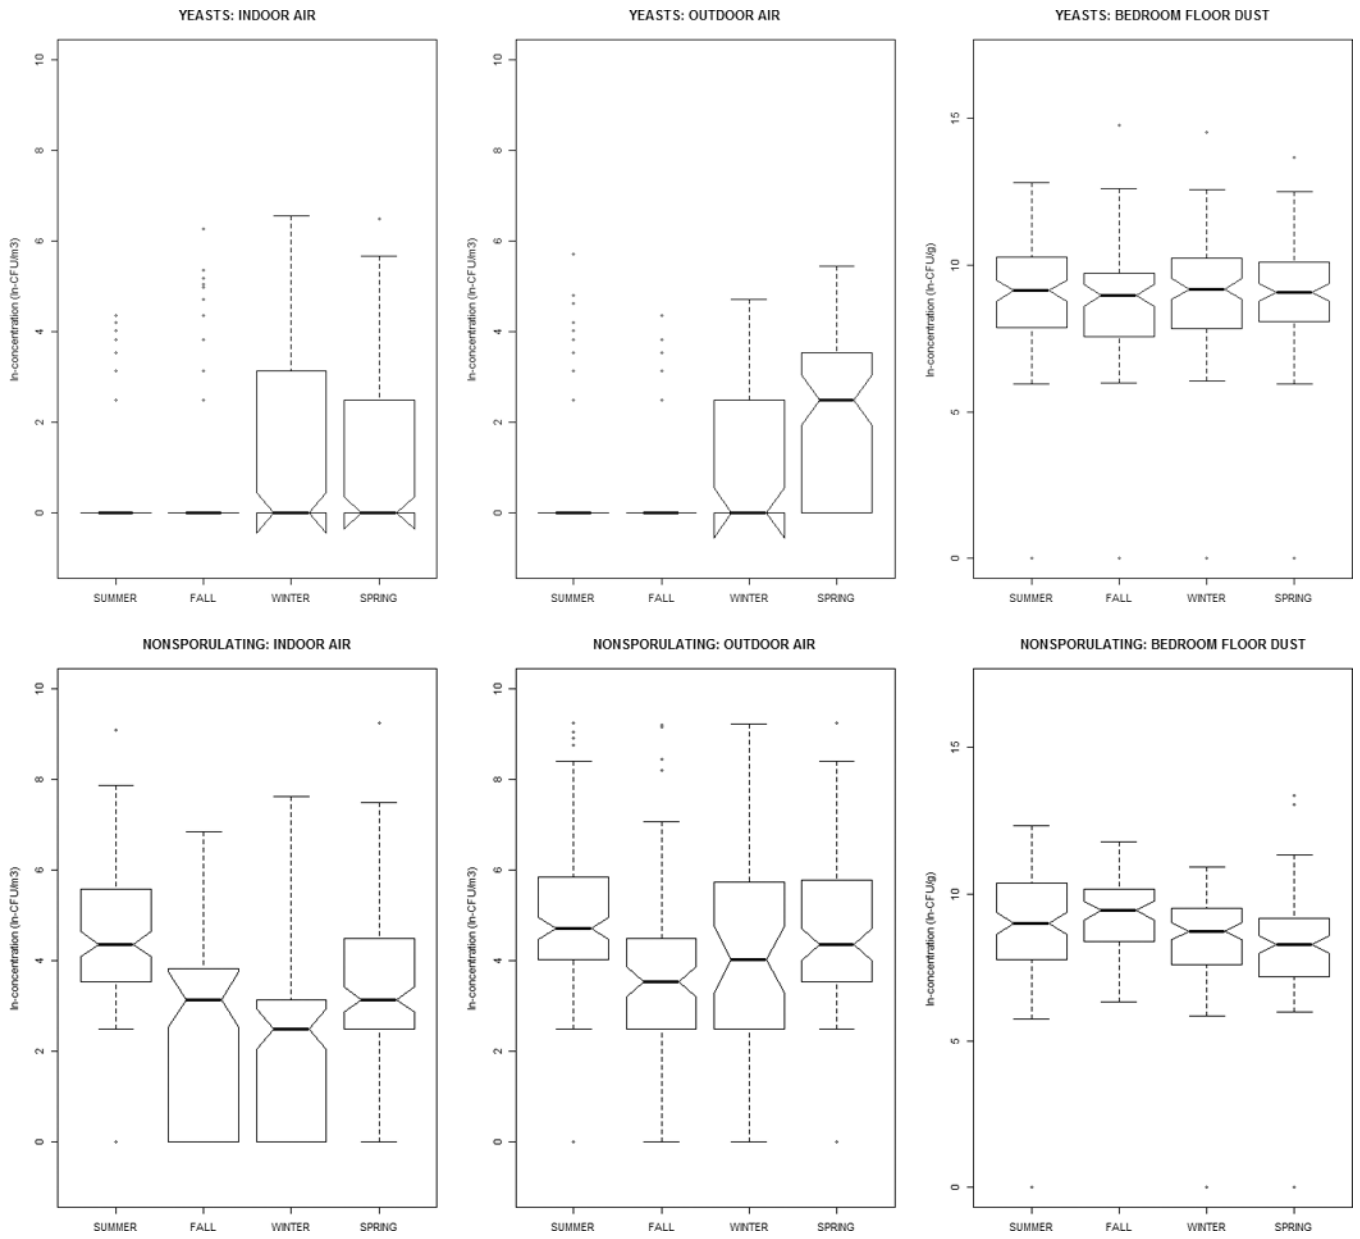 YEASTS: INDOOR AIR
ln-concentration (ln-CFU/m3)
10
8
6
4
2
0
SUMMER FALL WINTER SPRING
YEASTS: OUTDOOR AIR
ln-concentration (ln-CFU/m3)
10
8
6
4
2
0
SUMMER FALL WINTER SPRING
YEASTS: BEDROOM FLOOR DUST
ln-concentration (ln-CFU/g)
15
10
5
0
SUMMER FALL WINTER SPRING
NONSPORULATING: INDOOR AIR
ln-concentration (ln-CFU/m3)
10
8
6
4
2
0
SUMMER FALL WINTER SPRING
NONSPORULATING: OUTDOOR AIR
ln-concentration (ln-CFU/m3)
10
8
6
4
2
0
SUMMER FALL WINTER SPRING
NONSPORULATING: BEDROOM FLOOR DUST
ln-concentration (ln-CFU/g)
15
10
5
0
SUMMER FALL WINTER SPRING